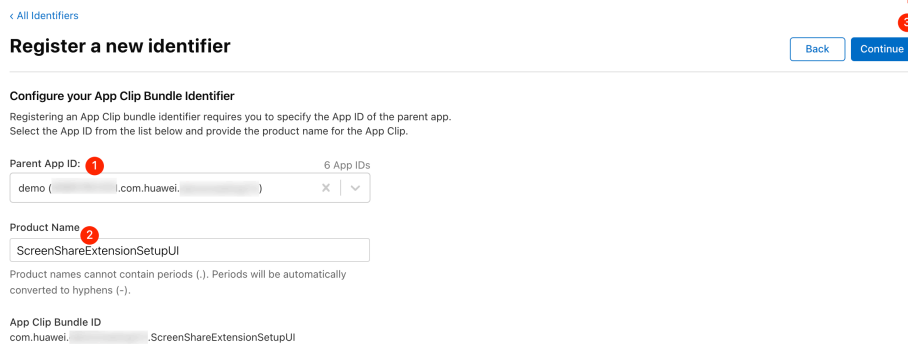 ‹ All Identifiers
3
Register a new identifier
Back
Continue
Configure your App Clip Bundle Identifier
Registering an App Clip bundle identifier requires you to specify the App ID of the parent app.
Select the App ID from the list below and provide the product name for the App Clip.
Parent App ID: 1 6 App IDs
demo ( .com.huawei. )
Product Name
2
ScreenShareExtensionSetupUI
Product names cannot contain periods (.). Periods will be automatically
converted to hyphens (-).
App Clip Bundle ID
com.huawei. .ScreenShareExtensionSetupUI